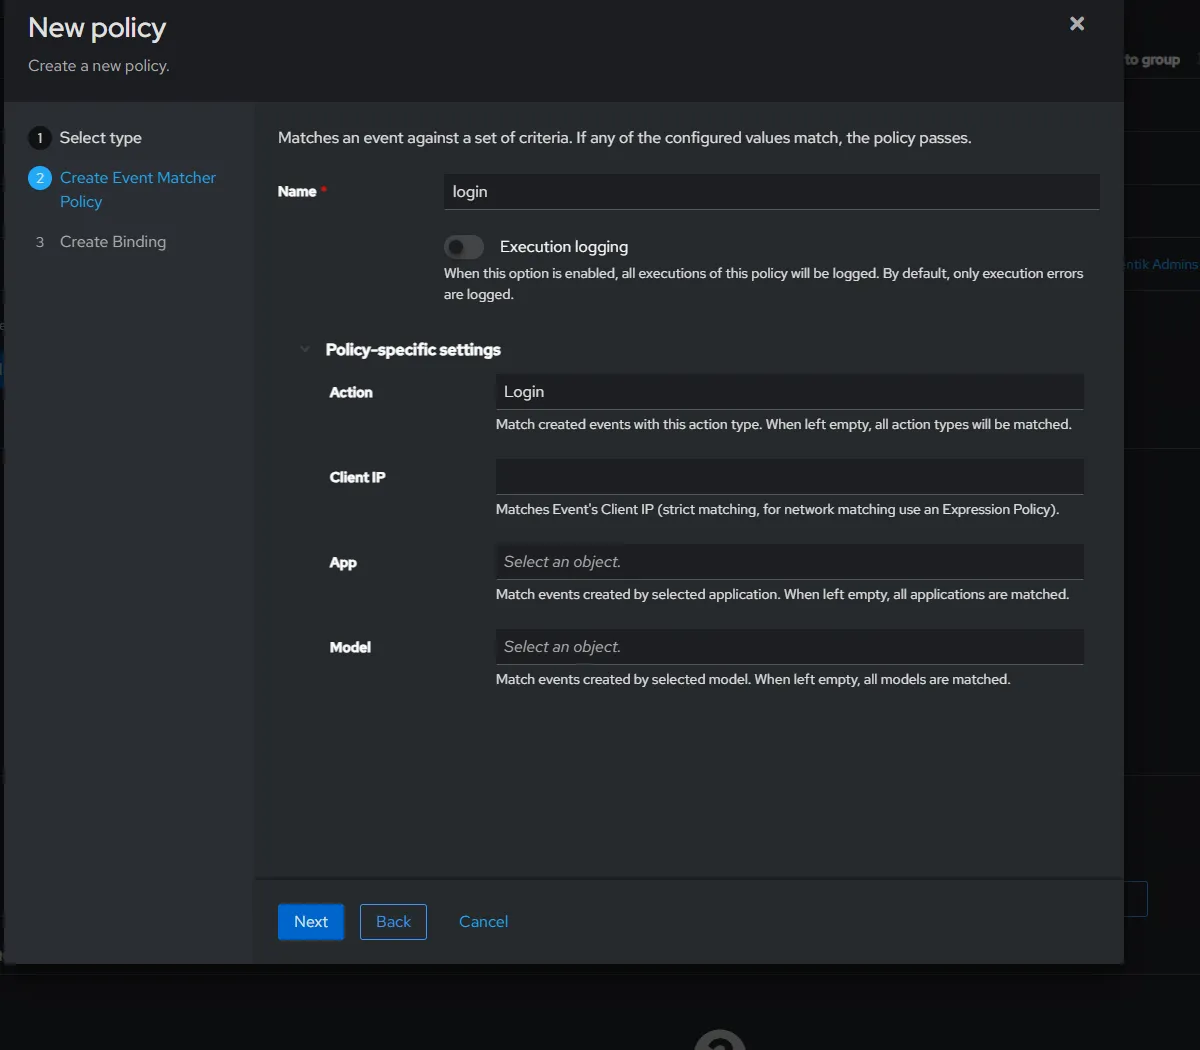 New policy
Create a new policy.
to group
1 Select type
2 Create Event Matcher
Policy
3 Create Binding
Matches an event against a set of criteria. If any of the configured values match, the policy passes.
Name *
login
Execution logging
When this option is enabled, all executions of this policy will be logged. By default, only execution errors
are logged.
ntik Admins
Policy-specific settings
Action
Login
Match created events with this action type. When left empty, all action types will be matched.
Client IP
Matches Event's Client IP (strict matching, for network matching use an Expression Policy).
App
Select an object.
Match events created by selected application. When left empty, all applications are matched.
Model
Select an object.
Match events created by selected model. When left empty, all models are matched.
Next
Back
Cancel